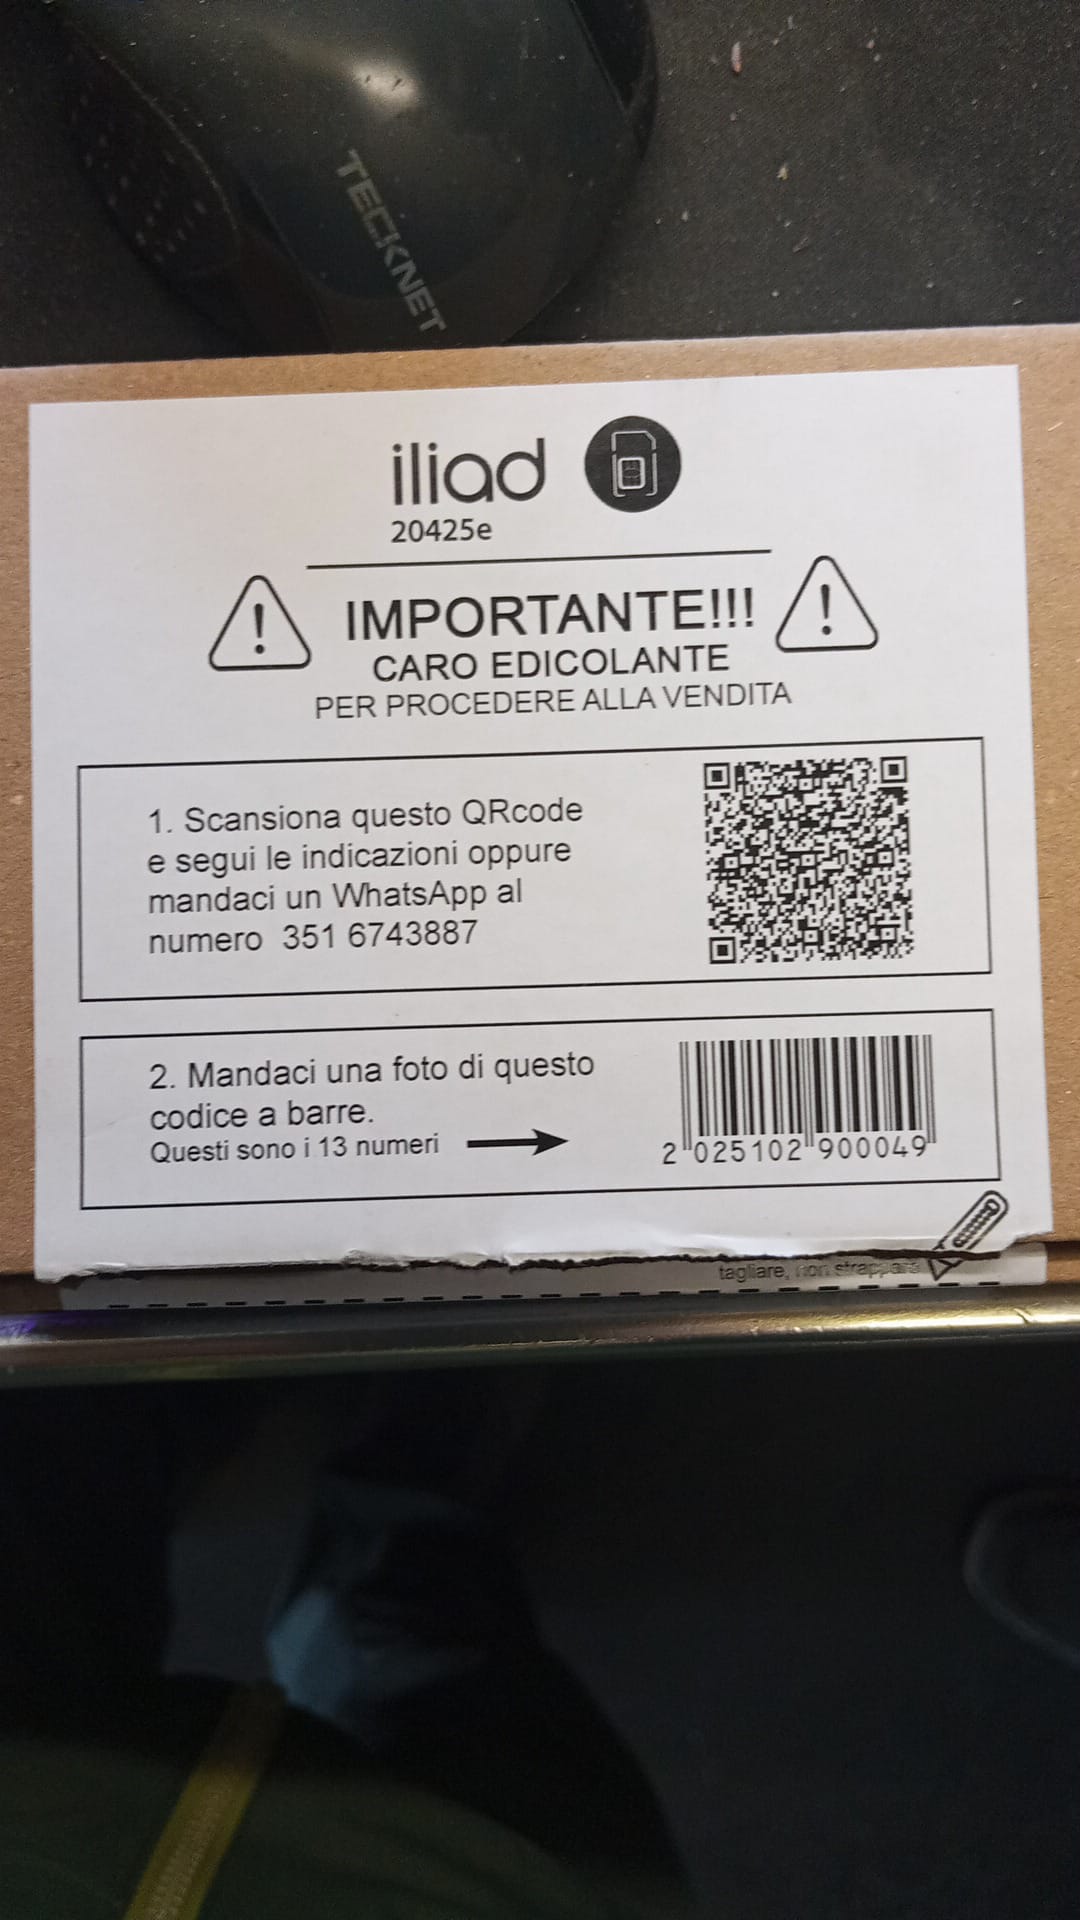 TECKNET
iliad
20425e
IMPORTANTE!!!
CARO EDICOLANTE
PER PROCEDERE ALLA VENDITA
1. Scansiona questo QRcode
e segui le indicazioni oppure
mandaci un WhatsApp al
numero 351 6743887
2. Mandaci una foto di questo
codice a barre.
Questi sono i 13 numeri
2 025102 900049
tagliare, non strappare